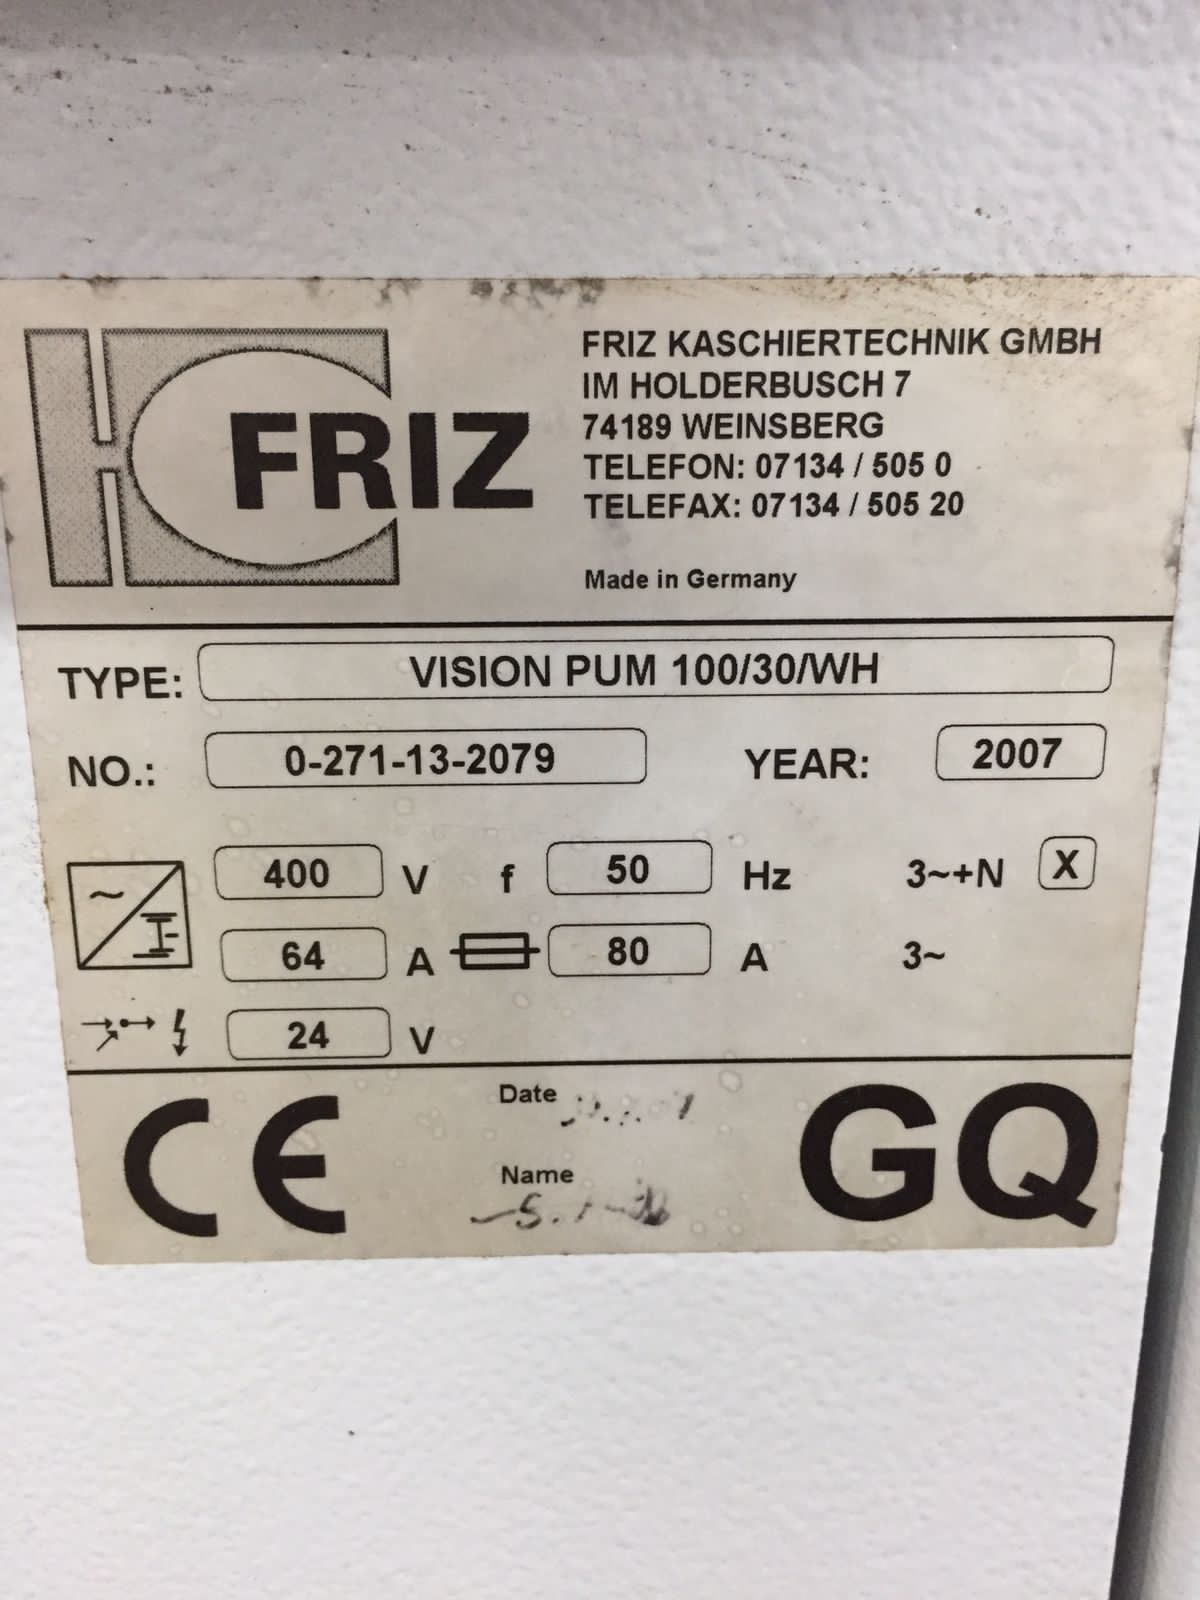 FRIZ
FRIZ KASCHIERTECHNIK GMBH
IM HOLDERBUSCH 7
74189 WEINSBERG
TELEFON: 07134 / 505 0
TELEFAX: 07134 / 505 20
Made in Germany
TYPE: VISION PUM 100/30/WH
NO.: 0-271-13-2079 YEAR: 2007
400 V f 50 Hz 3~+N X
64 A 80 A 3~
24 V
CE
Date
Name
GQ